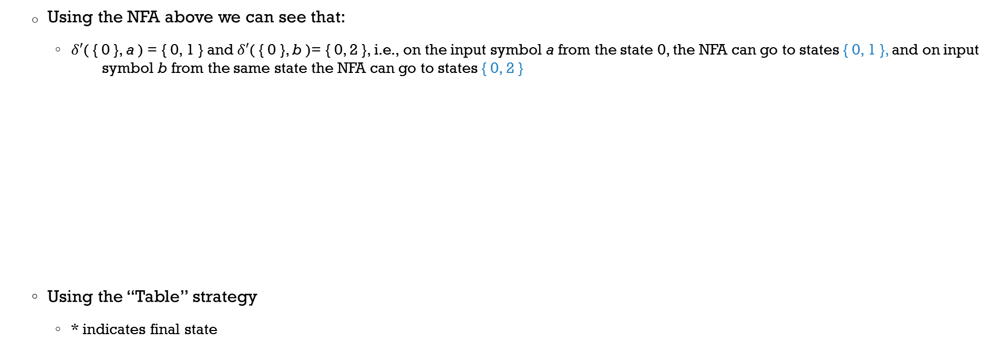 ○ Using the NFA above we can see that:
○ δ′( { 0 }, a ) = { 0, 1 } and δ′( { 0 }, b )= { 0, 2 }, i.e., on the input symbol a from the state 0, the NFA can go to states { 0, 1 }, and on input
symbol b from the same state the NFA can go to states { 0, 2 }
○ Using the “Table” strategy
○ * indicates final state